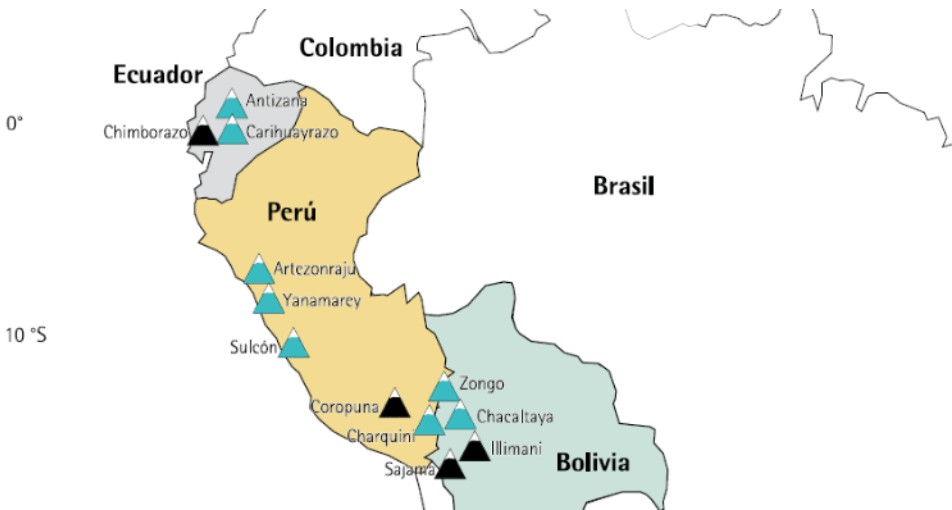 Colombia
Ecuador
Antizana
0°
Chimborazo
Carihuayrazo
Brasil
Perú
Artezonraju
Yanamarey
10 °S
Sulcón
Zongo
Coropuna
Chacaltaya
Charquini
Illimani
Sajama
Bolivia